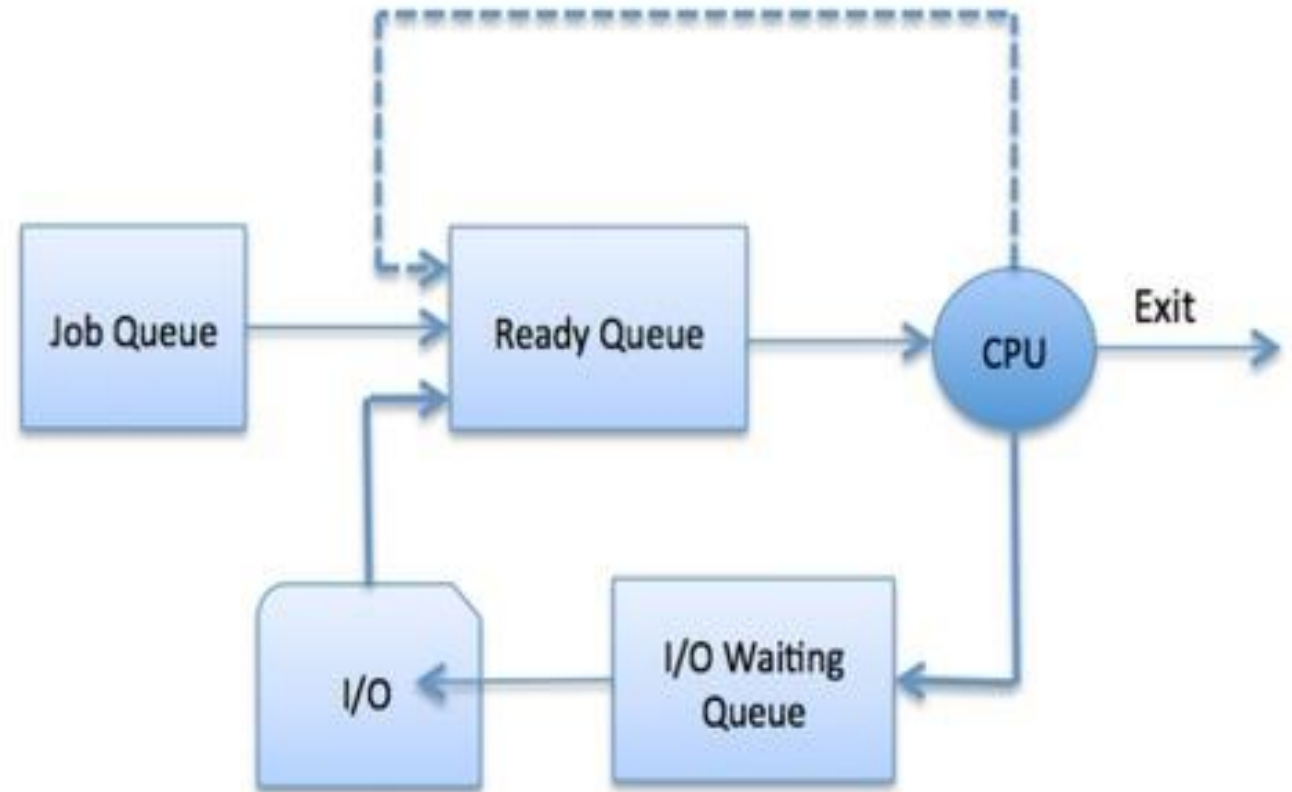 Job Queue
Ready Queue
CPU
Exit
I/O
I/O Waiting
Queue